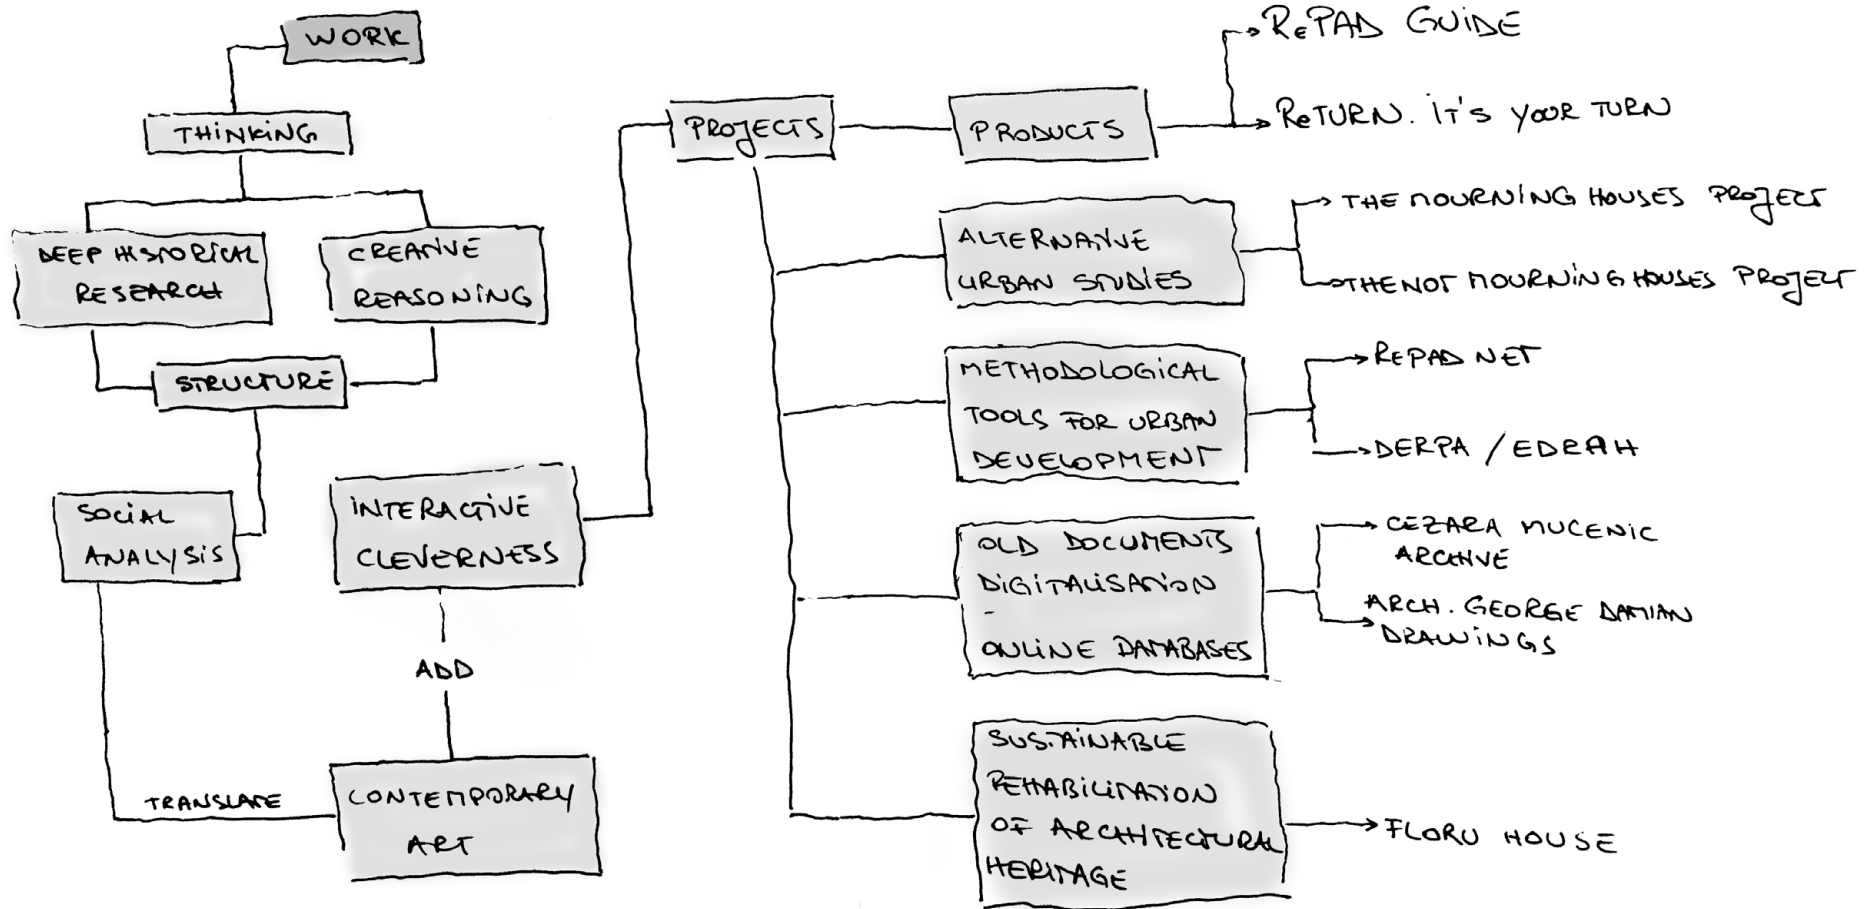 WORK
THINKING
DEEP HISTORICAL
RESEARCH
CREATIVE
REASONING
STRUCTURE
SOCIAL
ANALYSIS
INTERACTIVE
CLEVERNESS
ADD
TRANSLATE
CONTEMPORARY
ART
PROJECTS
PRODUCTS
RePAD GUIDE
ReTURN. iT'S YOUR TURN
ALTERNATIVE
URBAN STUDIES
THE MOURNING HOUSES PROJECT
THE NOT MOURNING HOUSES PROJECT
METHODOLOGICAL
TOOLS FOR URBAN
DEVELOPMENT
REPAD NET
DERPA / EDRAH
OLD DOCUMENTS
DIGITALISATION
-
ONLINE DATABASES
CEZARA MUCENIC
ARCHIVE
ARCH. GEORGE DAMIAN
DRAWINGS
SUSTAINABLE
REHABILITATION
OF ARCHITECTURAL
HERITAGE
FLORU HOUSE